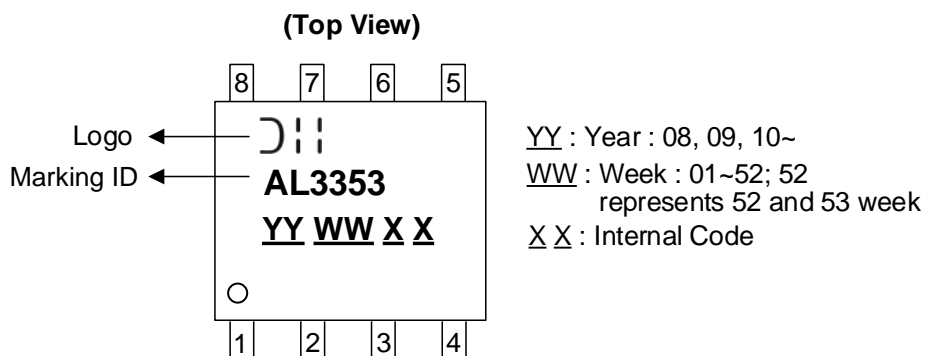 (Top View)
8 7 6 5
Logo
Marking ID
AL3353
YY WW X X
YY : Year : 08, 09, 10~
WW : Week : 01~52; 52
represents 52 and 53 week
X X : Internal Code
1 2 3 4